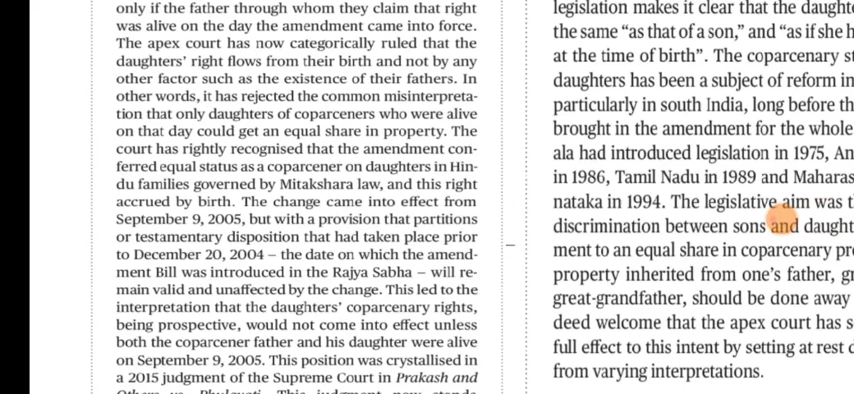 only if the father through whom they claim that right
was alive on the day the amendment came into force.
The apex court has now categorically ruled that the
daughters' right flows from their birth and not by any
other factor such as the existence of their fathers. In
other words, it has rejected the common misinterpreta-
tion that only daughters of coparceners who were alive
on that day could get an equal share in property. The
court has rightly recognised that the amendment con-
ferred equal status as a coparcener on daughters in Hin-
du families governed by Mitakshara law, and this right
accrued by birth. The change came into effect from
September 9, 2005, but with a provision that partitions
or testamentary disposition that had taken place prior
to December 20, 2004 – the date on which the amend-
ment Bill was introduced in the Rajya Sabha – will re-
main valid and unaffected by the change. This led to the
interpretation that the daughters' coparcenary rights,
being prospective, would not come into effect unless
both the coparcener father and his daughter were alive
on September 9, 2005. This position was crystallised in
a 2015 judgment of the Supreme Court in Prakash and
legislation makes it clear that the daught
the same “as that of a son,” and “as if she h
at the time of birth”. The coparcenary st
daughters has been a subject of reform in
particularly in south India, long before th
brought in the amendment for the whole
ala had introduced legislation in 1975, An
in 1986, Tamil Nadu in 1989 and Maharas
nataka in 1994. The legislative aim was t
discrimination between sons and daught
ment to an equal share in coparcenary pr
property inherited from one's father, gr
great-grandfather, should be done away
deed welcome that the apex court has s
full effect to this intent by setting at rest d
from varying interpretations.